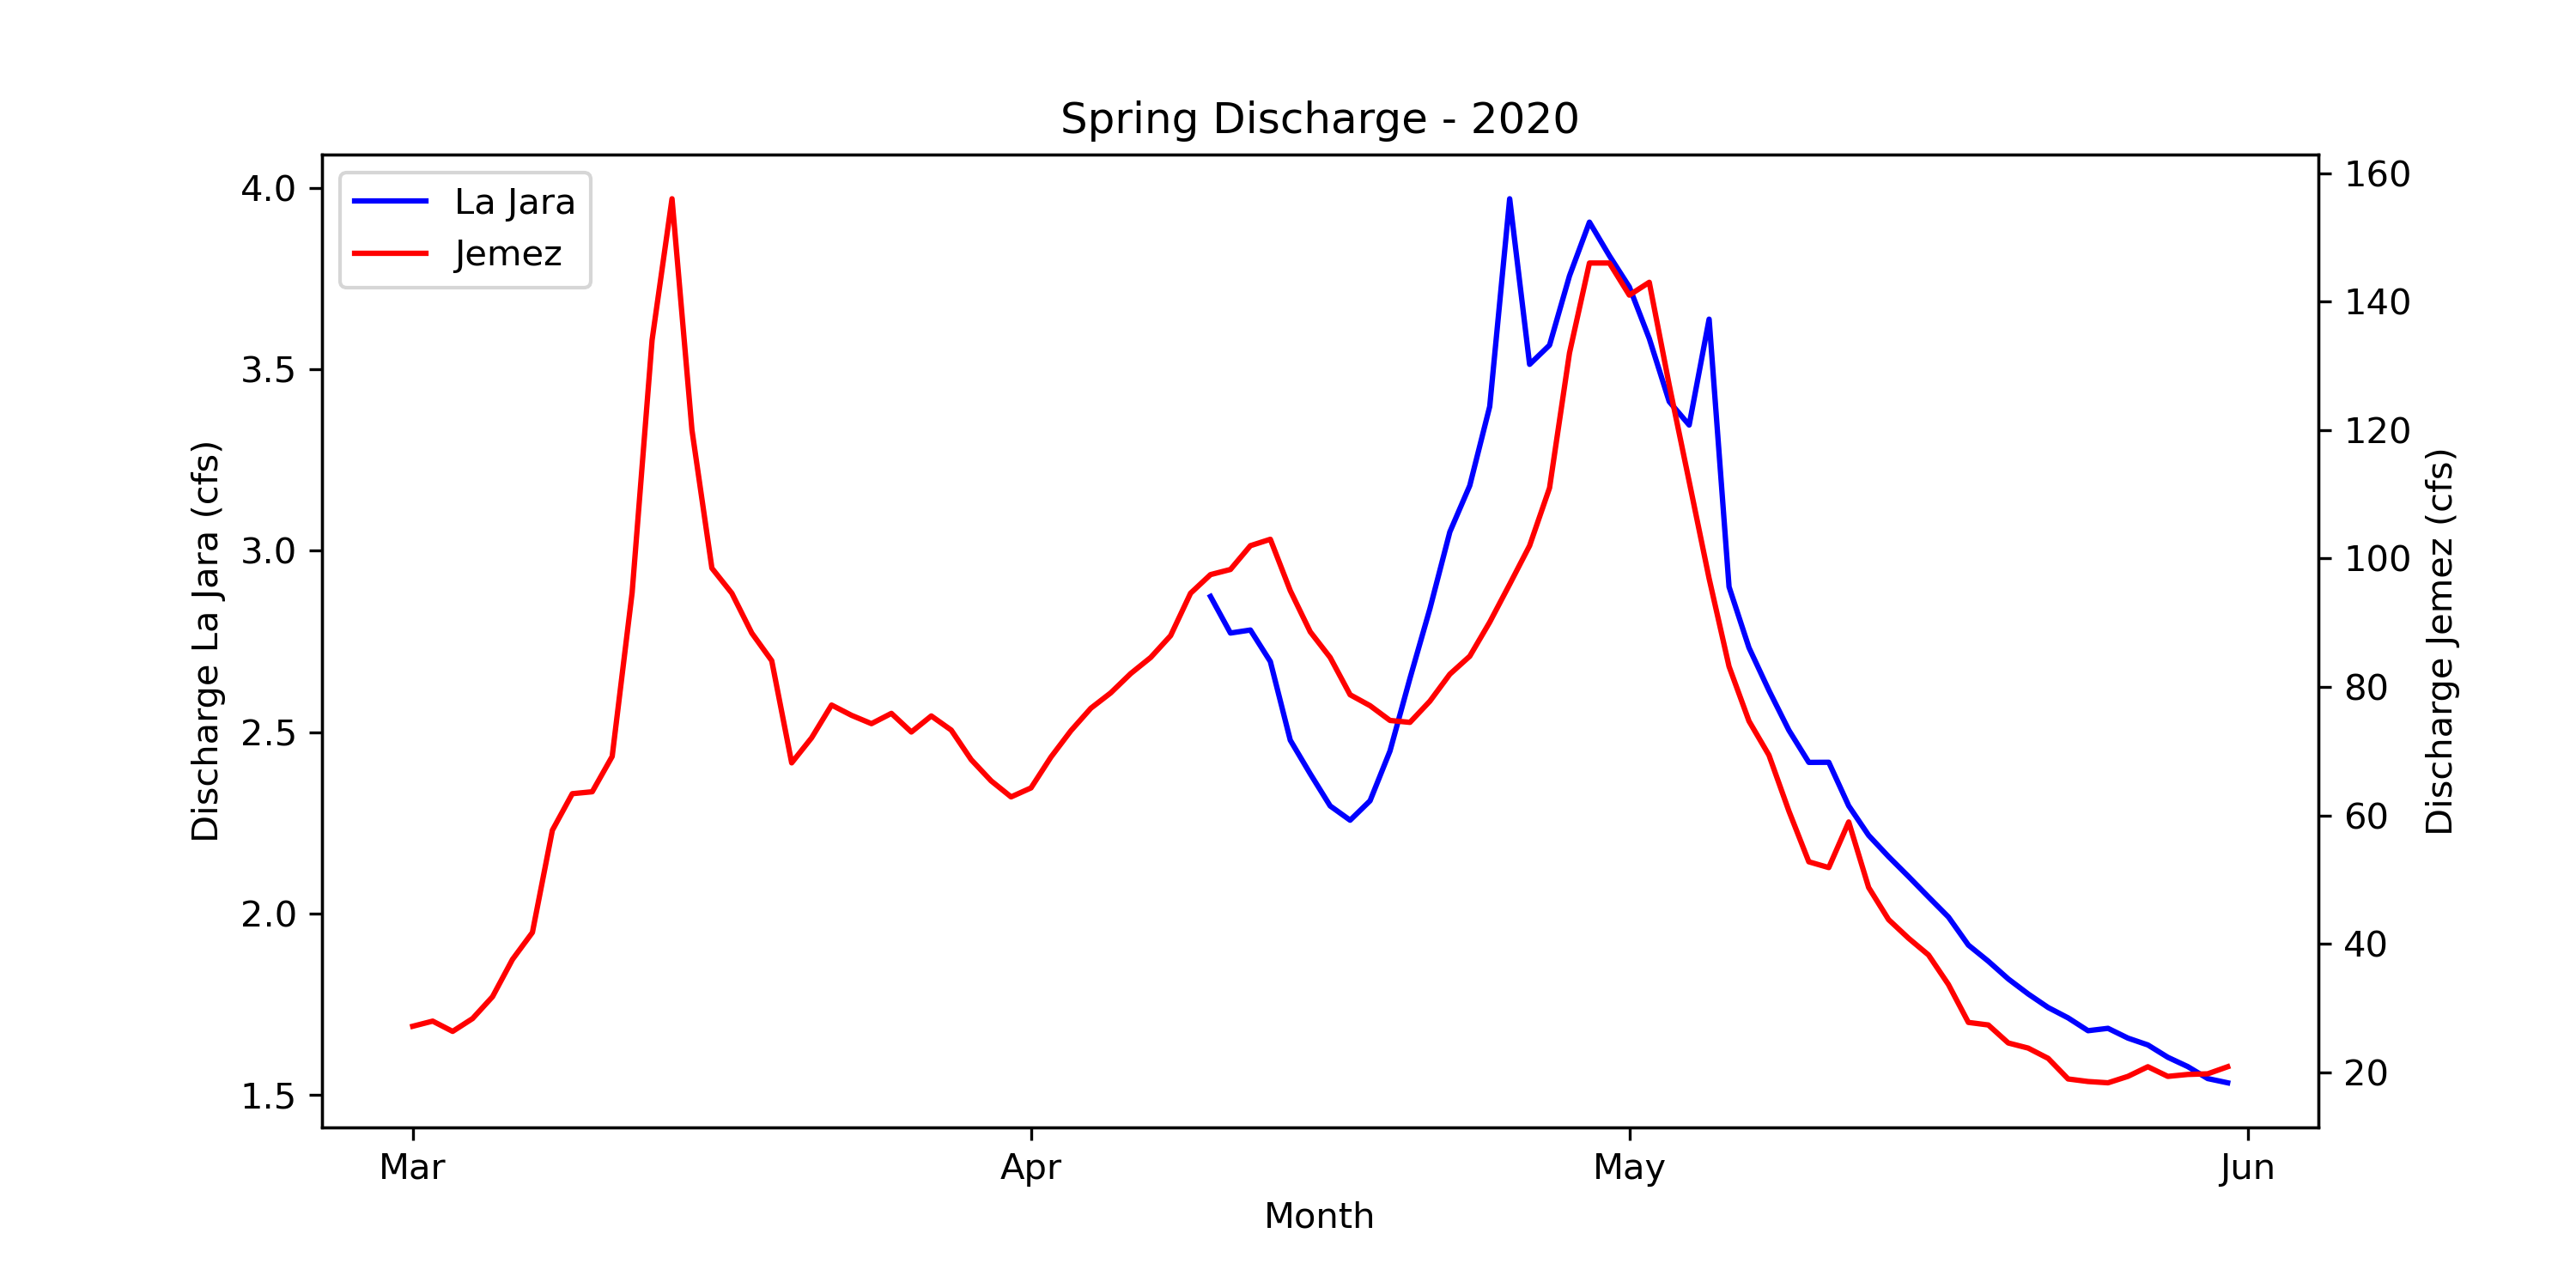 Spring Discharge - 2020
La Jara
Jemez
Discharge La Jara (cfs)
4.0
3.5
3.0
2.5
2.0
1.5
160
140
120
100
80
60
40
20
Discharge Jemez (cfs)
Mar
Apr
May
Jun
Month